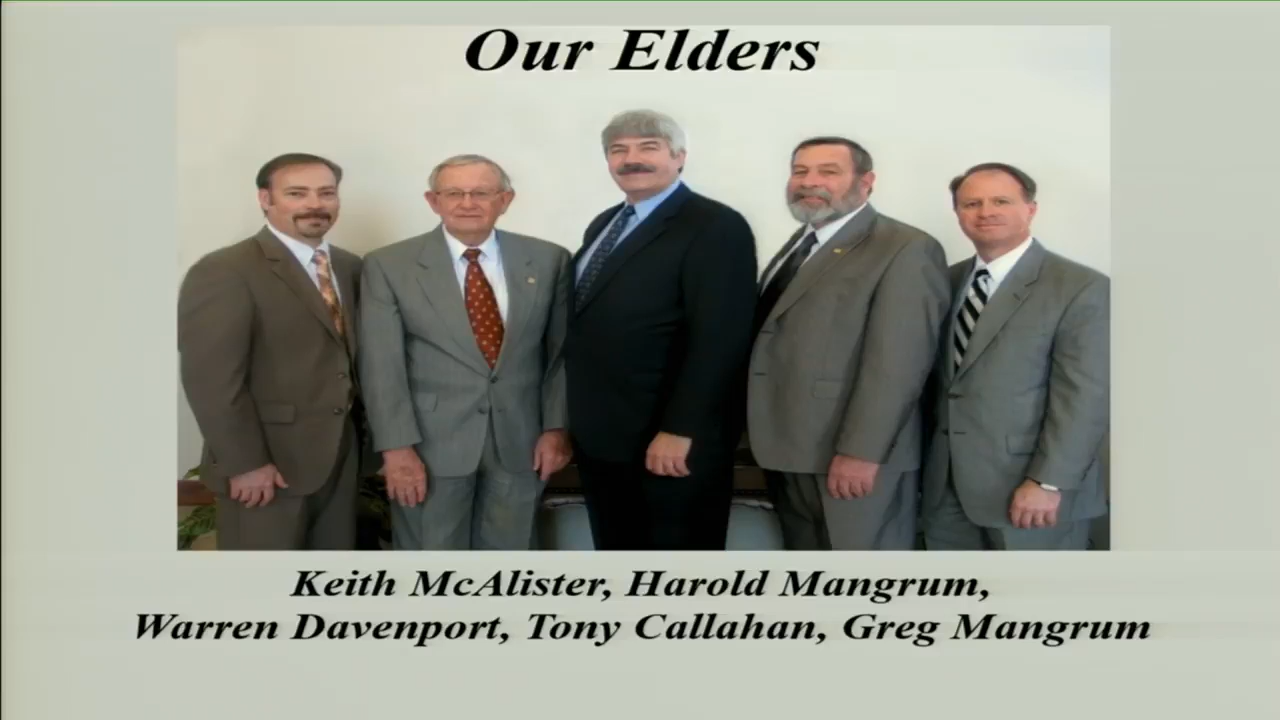 Our Elders
Keith McAlister, Harold Mangrum,
Warren Davenport, Tony Callahan, Greg Mangrum